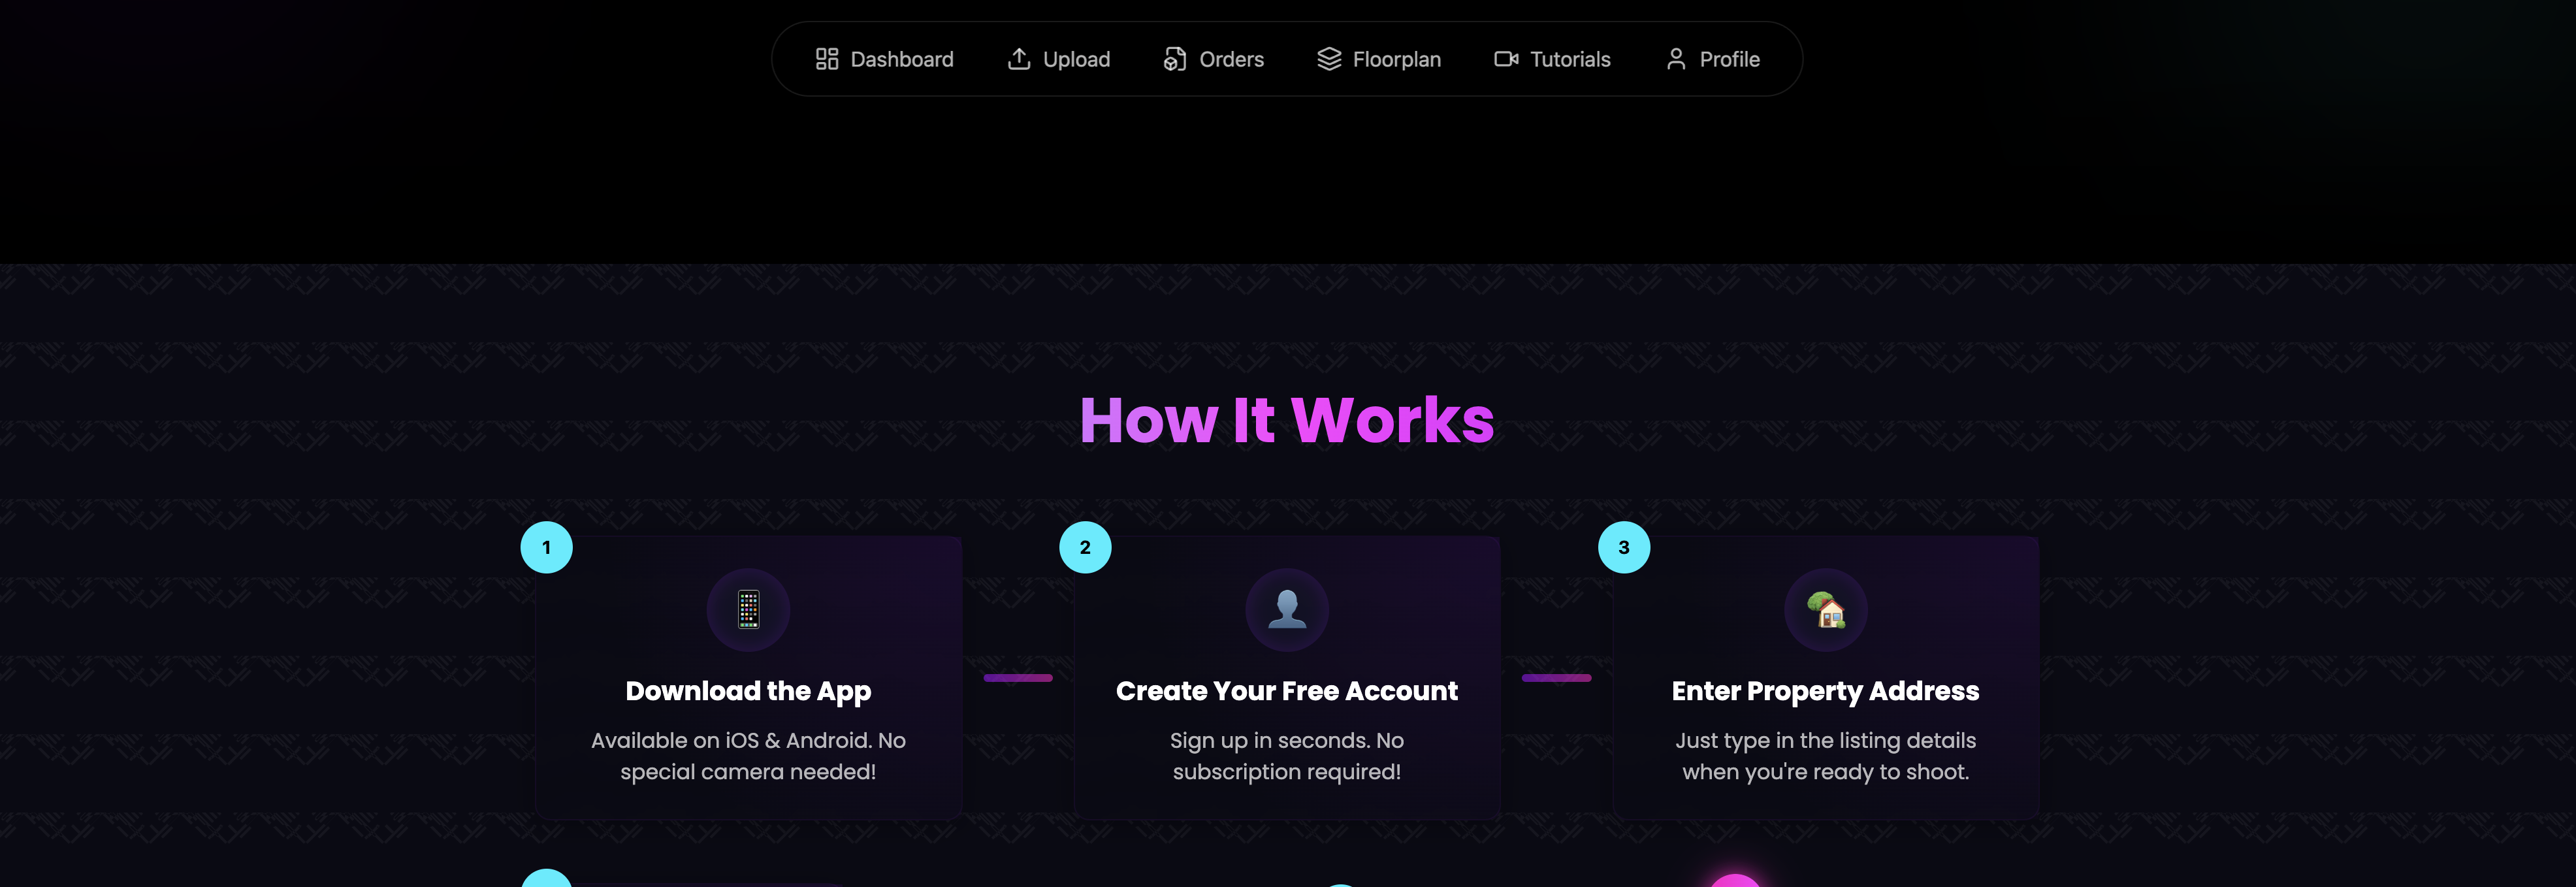 Dashboard Upload Orders Floorplan Tutorials Profile
How It Works
1
2
3
Download the App
Available on iOS & Android. No
special camera needed!
Create Your Free Account
Sign up in seconds. No
subscription required!
Enter Property Address
Just type in the listing details
when you're ready to shoot.